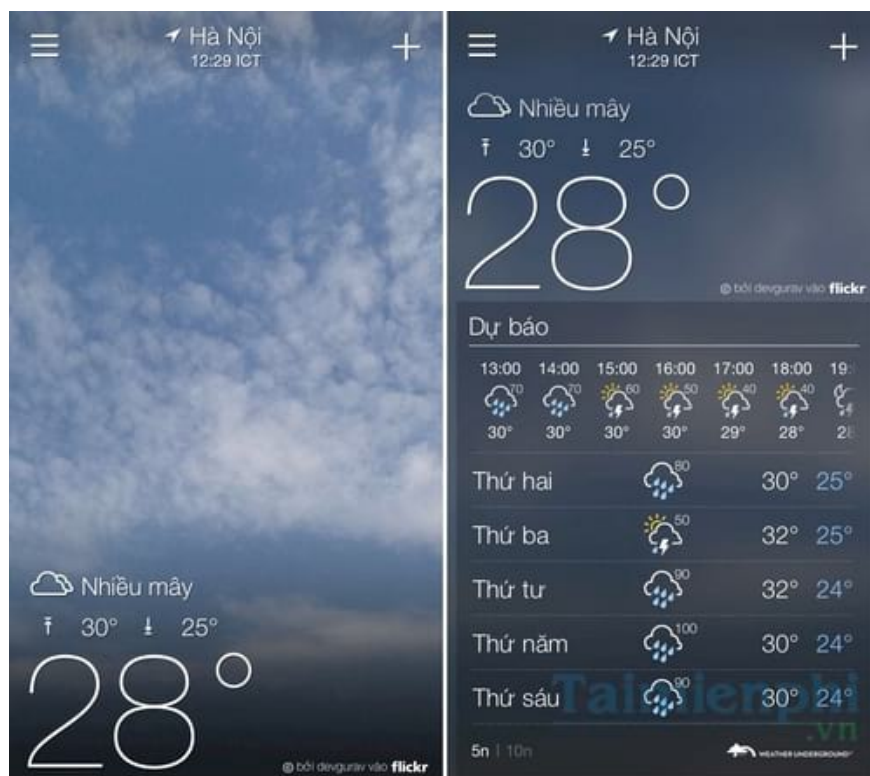 Hà Nội
12:29 ICT
Nhiều mây
30° 25°
28°
© bởi devgurav vào flickr
Hà Nội
12:29 ICT
Nhiều mây
30° 25°
28°
© bởi devgurav vào flickr
Dự báo
13:00 14:00 15:00 16:00 17:00 18:00
70 70 60 50 40 40
30° 30° 30° 30° 29° 28°
Thứ hai 80 30° 25°
Thứ ba 50 32° 25°
Thứ tư 90 32° 24°
Thứ năm 100 30° 24°
Thứ sáu 90 30° 24°
Taimienphi
.vn
5n | 10n WEATHER UNDERGROUND